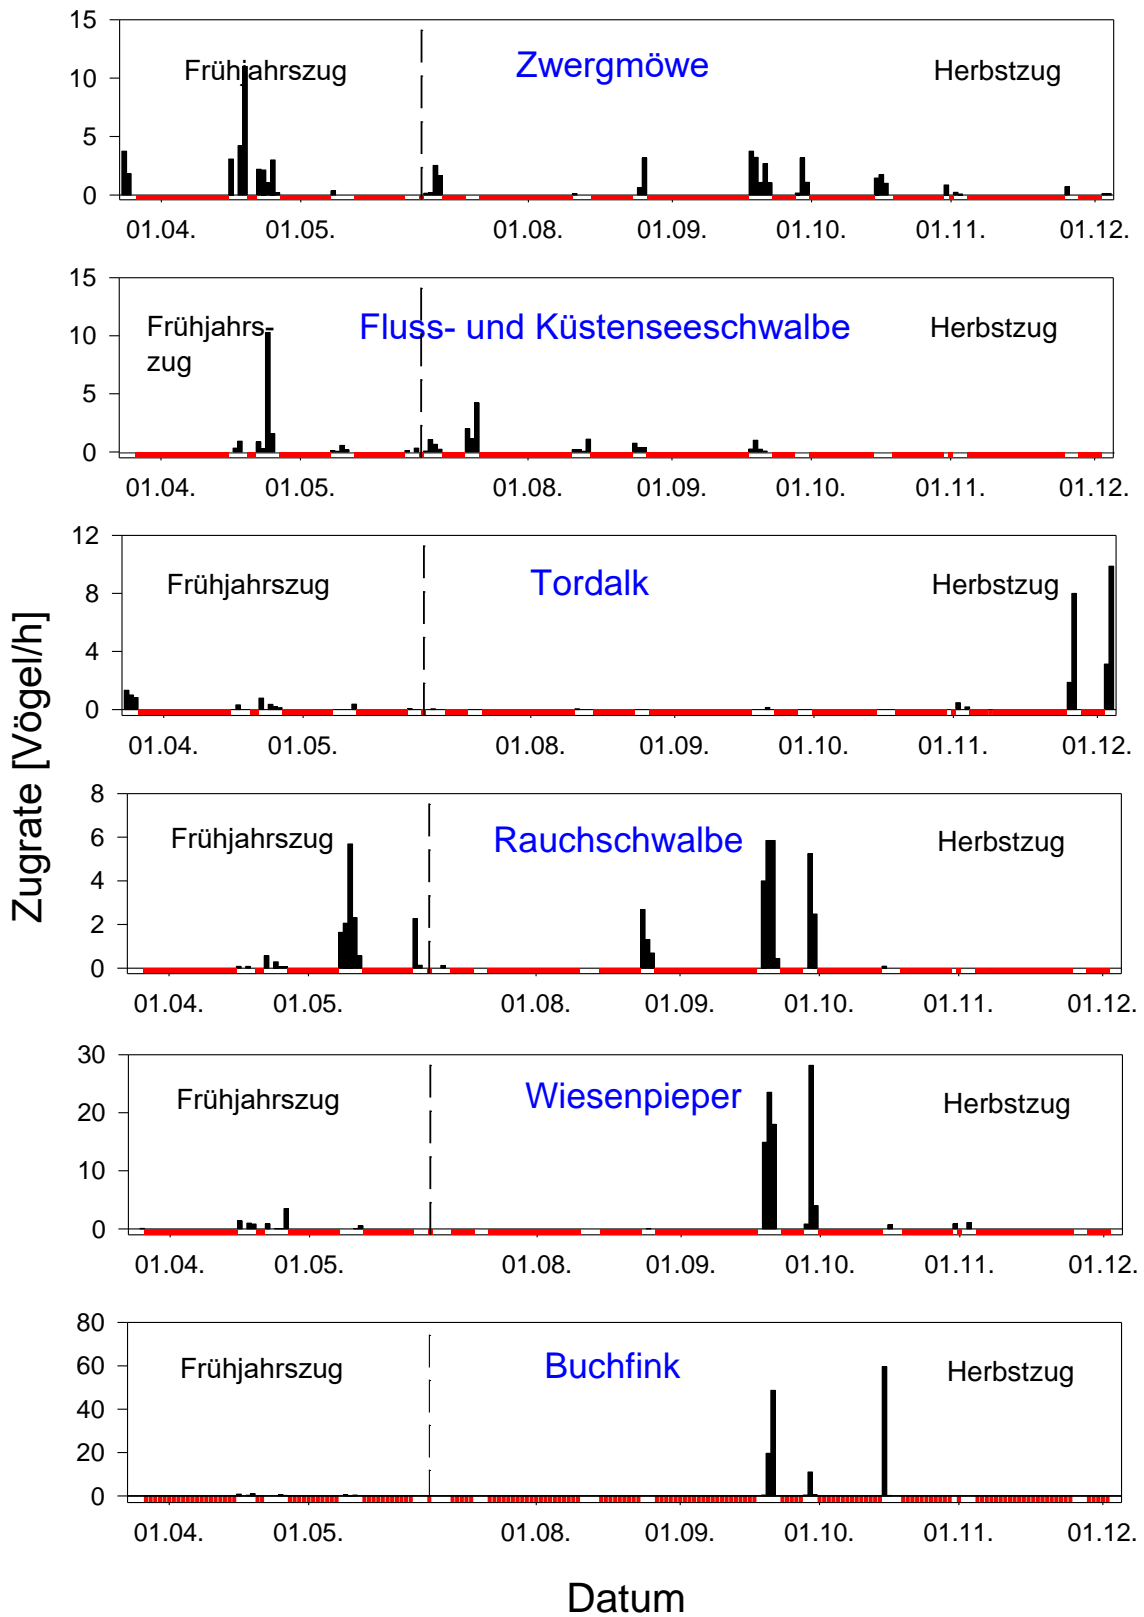 Zugrate [Vögel/h]
15
Frühjahrszug Zwergmöwe Herbstzug
10
5
0
01.04. 01.05. 01.08. 01.09. 01.10. 01.11. 01.12.
15
Frühjahrs- Fluss- und Küstenseeschwalbe Herbstzug
10
zug
5
0
01.04. 01.05. 01.08. 01.09. 01.10. 01.11. 01.12.
12
Frühjahrszug Tordalk Herbstzug
8
4
0
01.04. 01.05. 01.08. 01.09. 01.10. 01.11. 01.12.
8
Frühjahrszug Rauchschwalbe Herbstzug
6
4
2
0
01.04. 01.05. 01.08. 01.09. 01.10. 01.11. 01.12.
30
Frühjahrszug Wiesenpieper Herbstzug
20
10
0
01.04. 01.05. 01.08. 01.09. 01.10. 01.11. 01.12.
80
Frühjahrszug Buchfink Herbstzug
60
40
20
0
01.04. 01.05. 01.08. 01.09. 01.10. 01.11. 01.12.
Datum